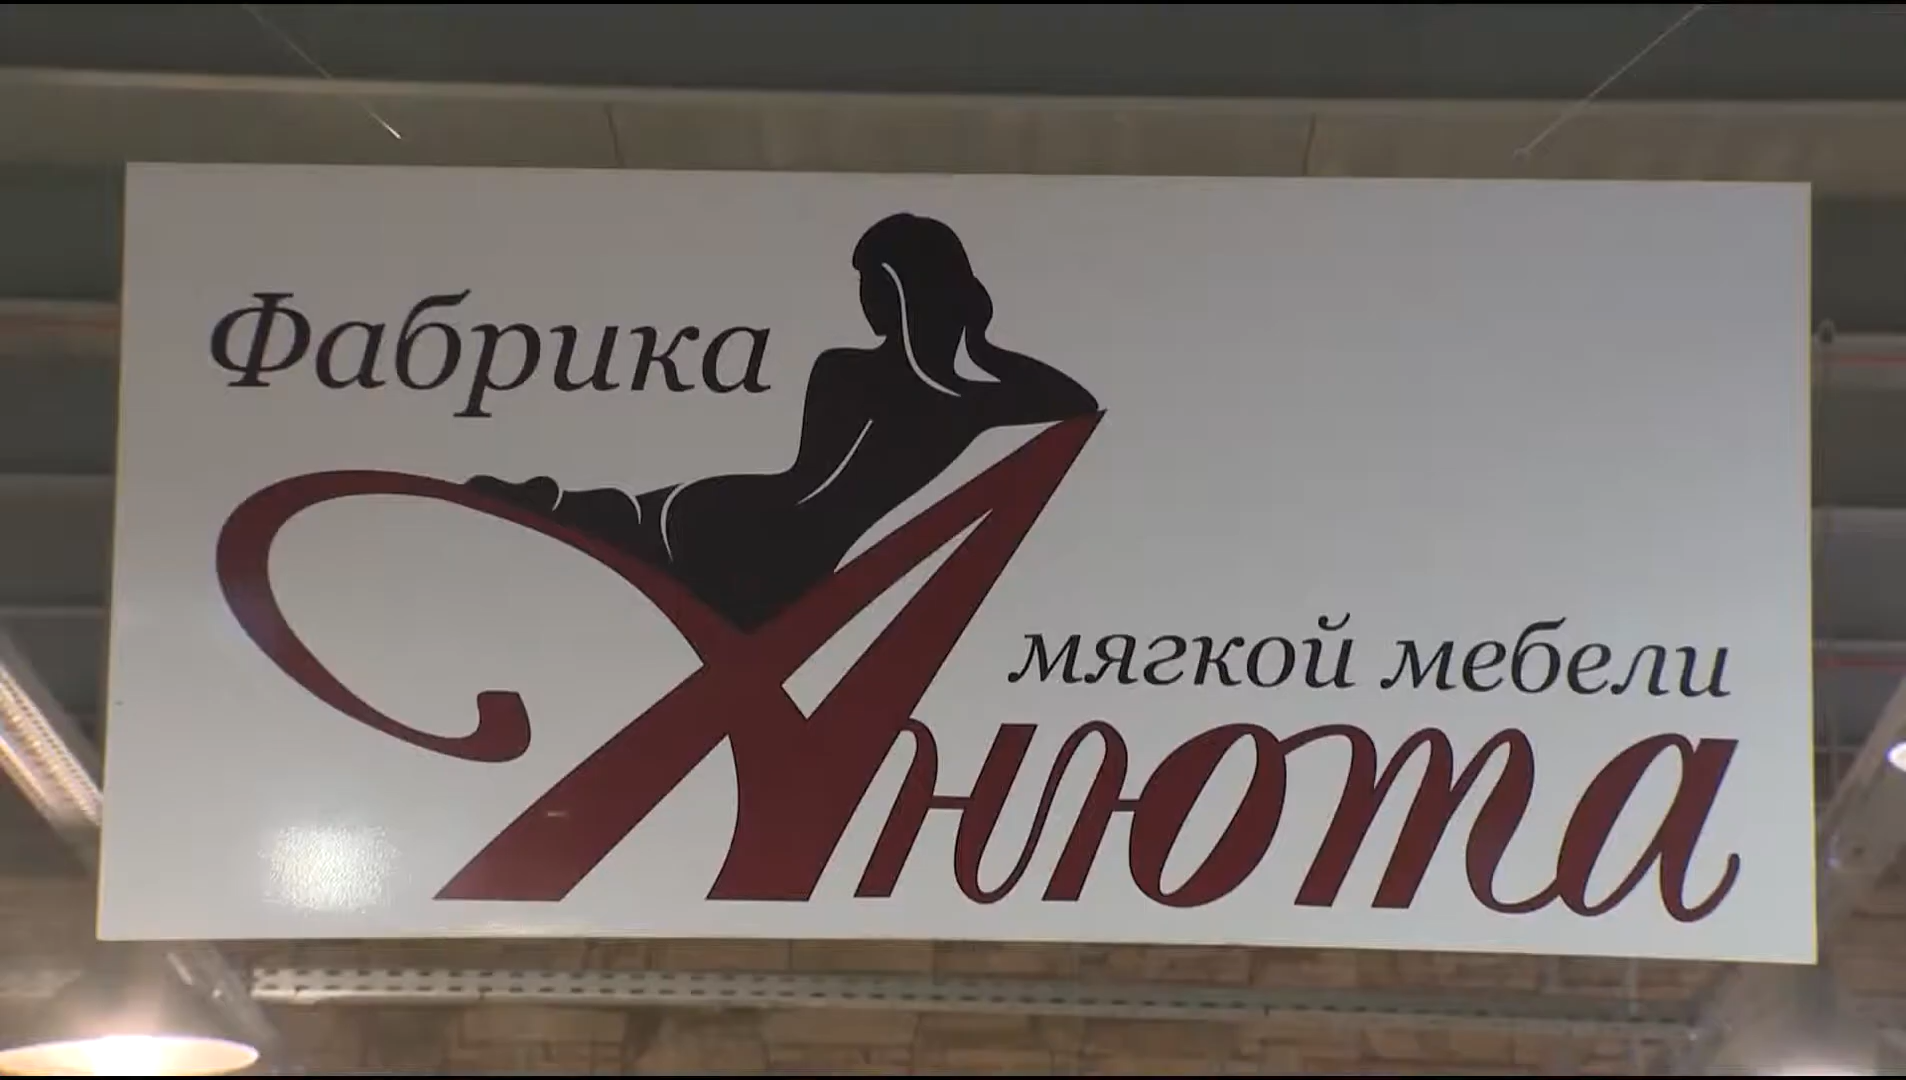 Фабрика
мягкой мебели
Анюта